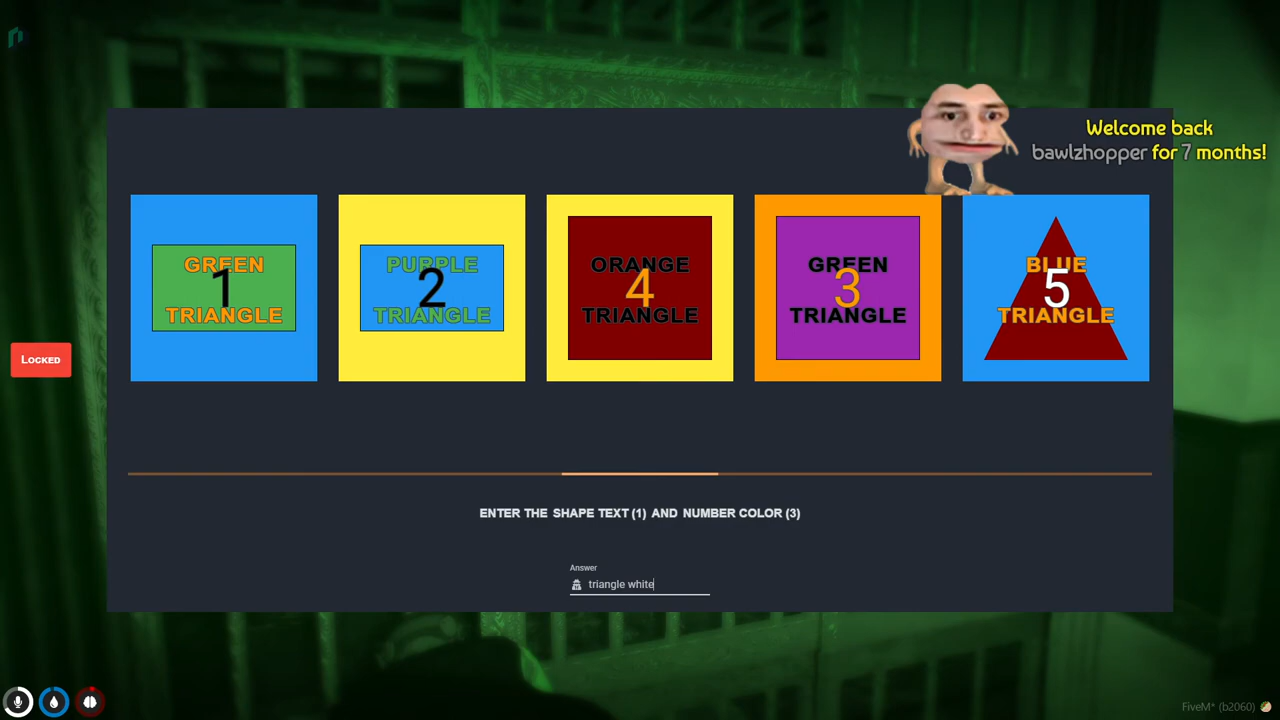 Welcome back
bawlzhopper for 7 months!
GREEN
1
TRIANGLE
PURPLE
2
TRIANGLE
ORANGE
4
TRIANGLE
GREEN
3
TRIANGLE
BLUE
5
TRIANGLE
LOCKED
ENTER THE SHAPE TEXT (1) AND NUMBER COLOR (3)
Answer
triangle white
FiveM* (b2060)